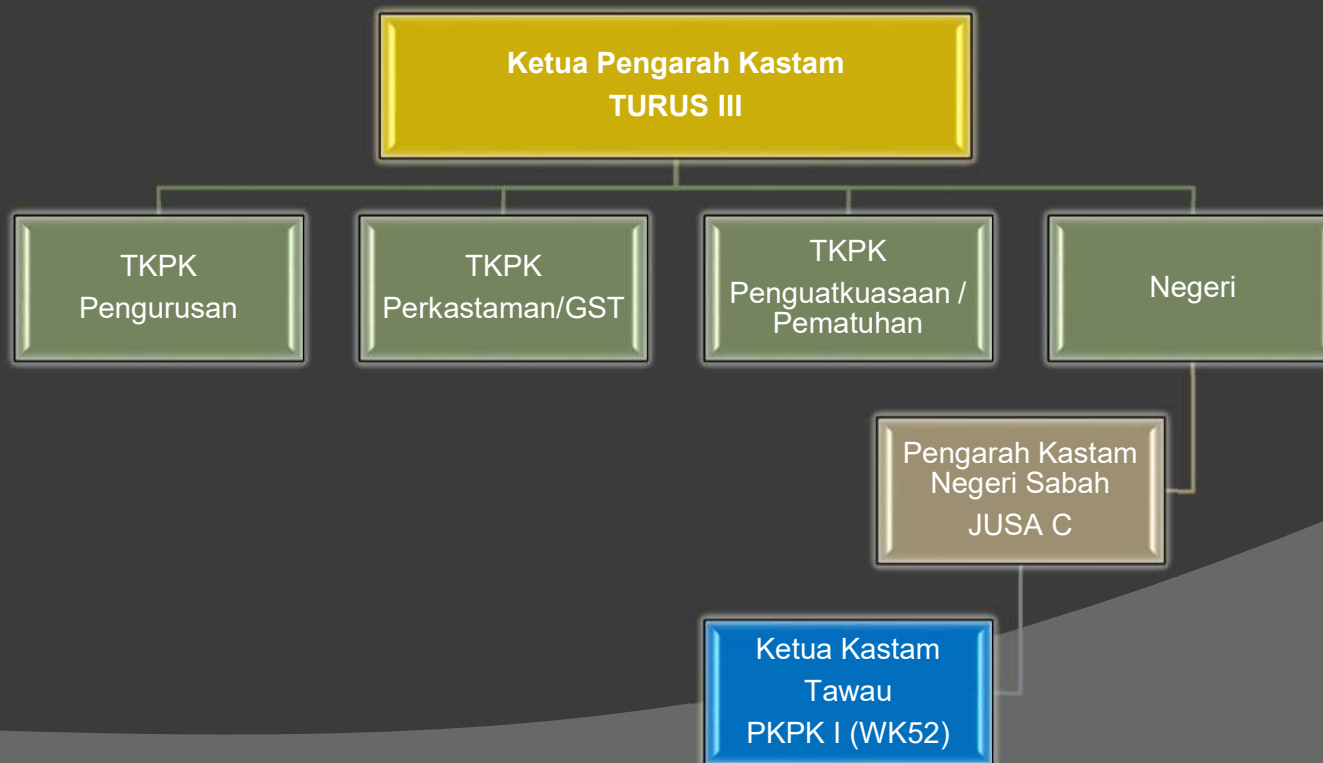 Ketua Pengarah Kastam
TURUS III
TKPK
Pengurusan
TKPK
Perkastaman/GST
TKPK
Penguatkuasaan /
Pematuhan
Negeri
Pengarah Kastam
Negeri Sabah
JUSA C
Ketua Kastam
Tawau
PKPK I (WK52)